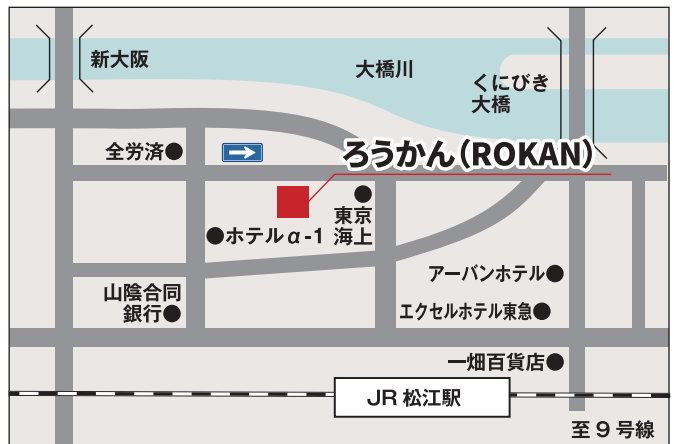 新大阪
大橋川
くにびき
大橋
全労済
ろうかん(ROKAN)
東京
海上
ホテルα-1
山陰合同
銀行
アーバンホテル
エクセルホテル東急
一畑百貨店
JR 松江駅
至9号線